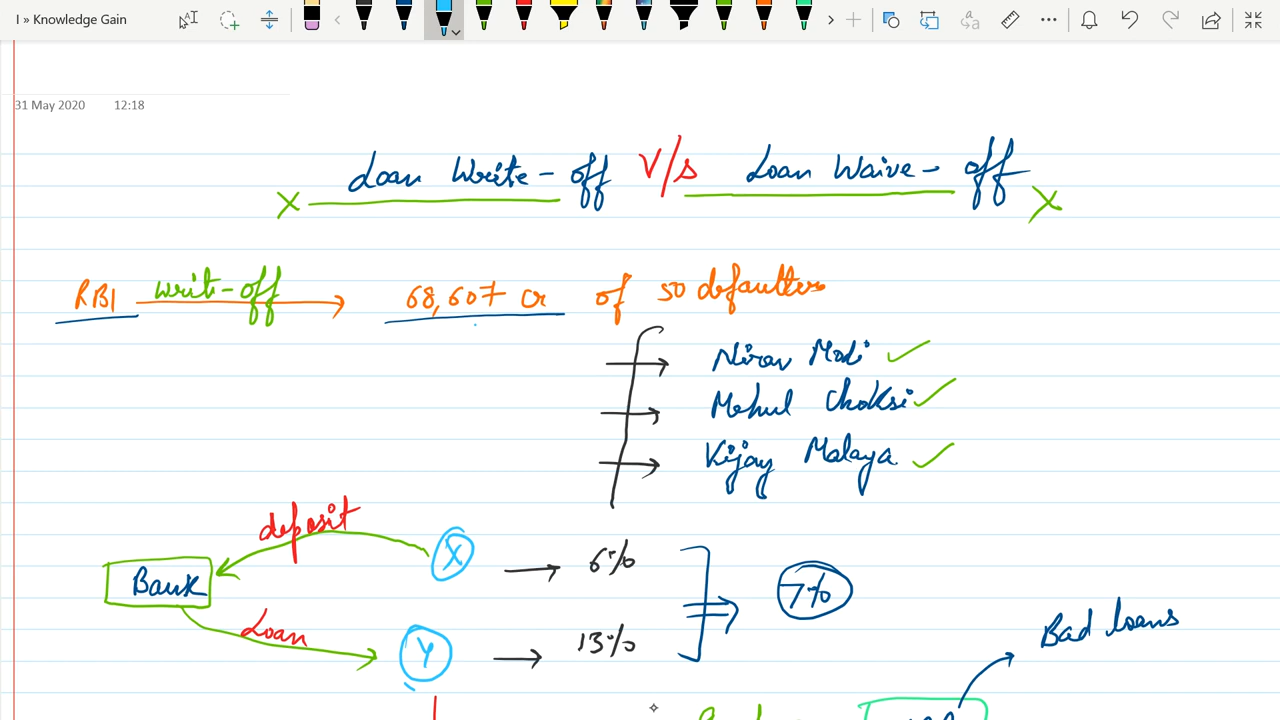 I » Knowledge Gain
31 May 2020 12:18
Loan Write-off V/s Loan Waive-off
X X
RBI writ-off 68,607 cr of 50 defaulters
Nirav Modi
Mehul Choksi
Vijay Malaya
deposit
X 6%
Bank
7%
Loan
Y 13%
Bad loans